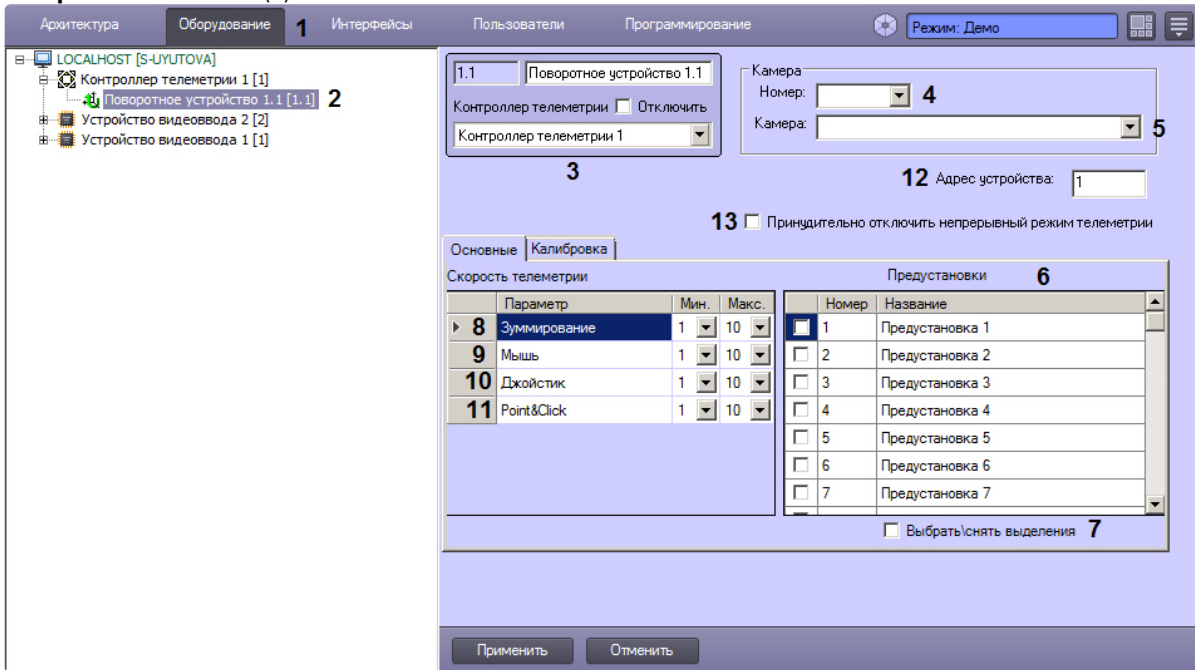 Архитектура Оборудование 1 Интерфейсы Пользователи Программирование Режим: Демо
LOCALHOST [S-UYUTOVA]
Контроллер телеметрии 1 [1]
Поворотное устройство 1.1 [1.1] 2
Устройство видеоввода 2 [2]
Устройство видеоввода 1 [1]
1.1 Поворотное устройство 1.1
Контроллер телеметрии Отключить
Контроллер телеметрии 1
3
Камера
Номер: 4
Камера: 5
12 Адрес устройства: 1
13 Принудительно отключить непрерывный режим телеметрии
Основные Калибровка
Скорость телеметрии
Параметр Мин. Макс.
8 Зуммирование 1 10
9 Мышь 1 10
10 Джойстик 1 10
11 Point&Click 1 10
Предустановки 6
Номер Название
1 Предустановка 1
2 Предустановка 2
3 Предустановка 3
4 Предустановка 4
5 Предустановка 5
6 Предустановка 6
7 Предустановка 7
Выбрать\снять выделения 7
Применить Отменить